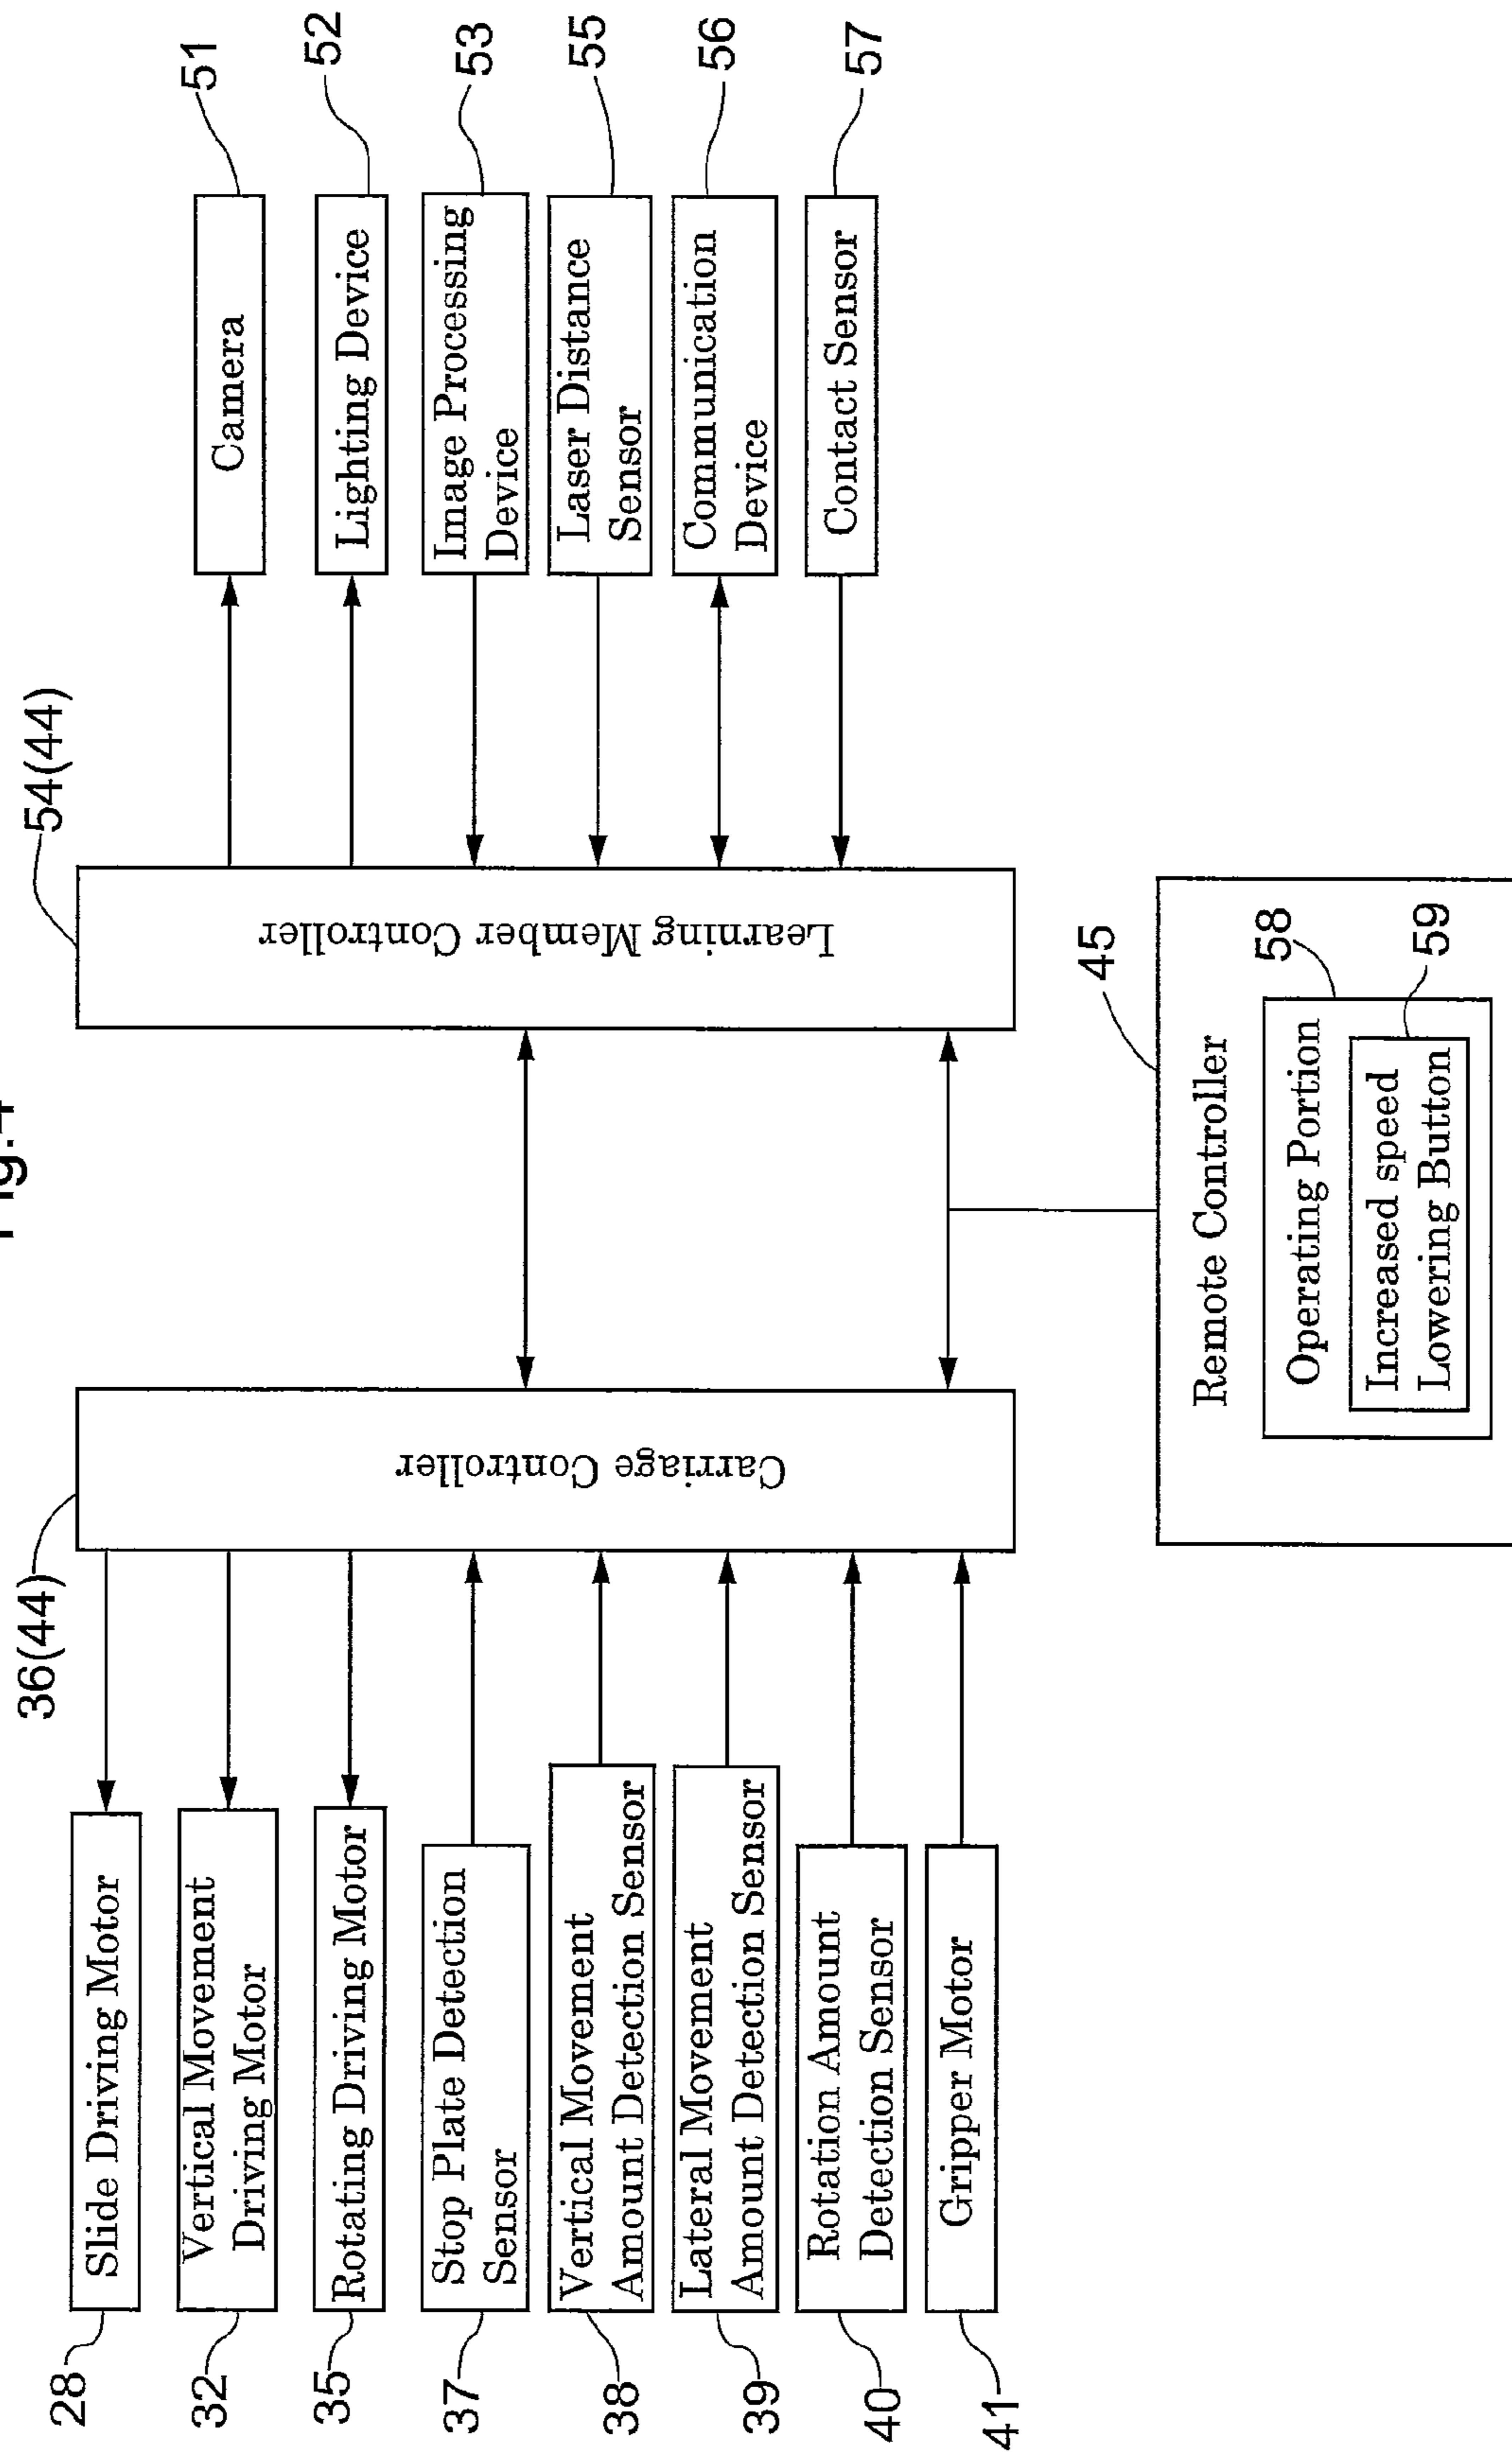 Fig.4
36(44)
54(44)
28
Slide Driving Motor
32
Vertical Movement
Driving Motor
35
Rotating Driving Motor
37
Stop Plate Detection
Sensor
38
Vertical Movement
Amount Detection Sensor
39
Lateral Movement
Amount Detection Sensor
40
Rotation Amount
Detection Sensor
41
Gripper Motor
Carriage Controller
Learning Member Controller
Camera
51
Lighting Device
52
Image Processing
Device
53
Laser Distance
Sensor
55
Communication
Device
56
Contact Sensor
57
45
Remote Controller
58
Operating Portion
59
Increased speed
Lowering Button